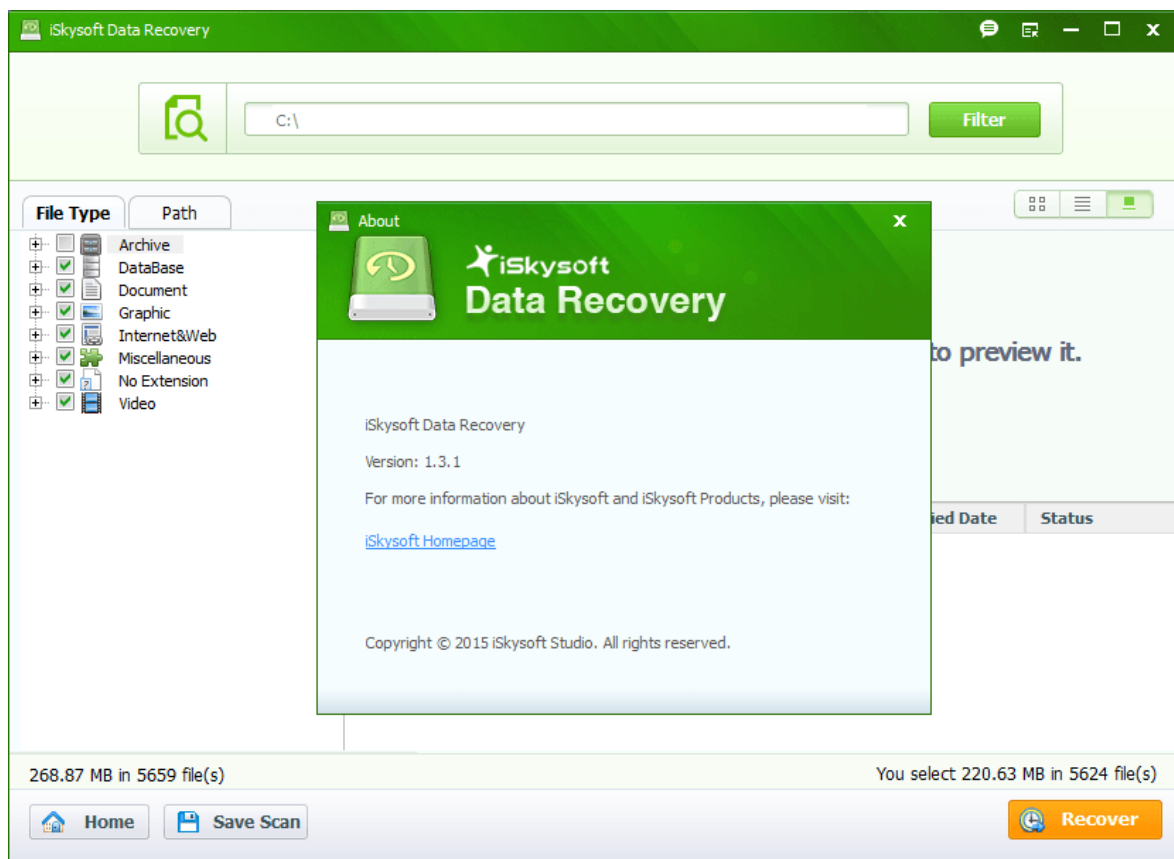 iSkysoft Data Recovery
C:\
Filter
File Type
Path
Archive
DataBase
Document
Graphic
Internet&Web
Miscellaneous
No Extension
Video
About
iSkysoft
Data Recovery
iSkysoft Data Recovery
Version: 1.3.1
For more information about iSkysoft and iSkysoft Products, please visit:
iSkysoft Homepage
Copyright © 2015 iSkysoft Studio. All rights reserved.
to preview it.
ied Date
Status
268.87 MB in 5659 file(s)
You select 220.63 MB in 5624 file(s)
Home
Save Scan
Recover